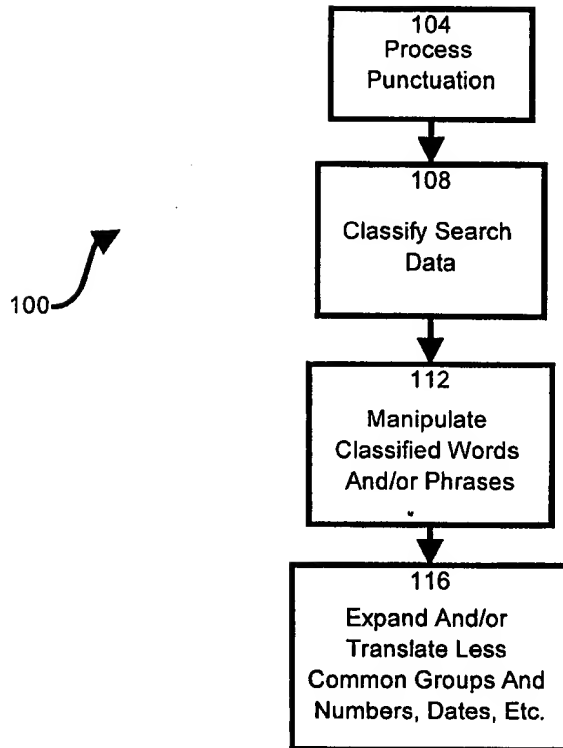 104
Process
Punctuation
108
Classify Search
Data
100
112
Manipulate
Classified Words
And/or Phrases
116
Expand And/or
Translate Less
Common Groups And
Numbers, Dates, Etc.